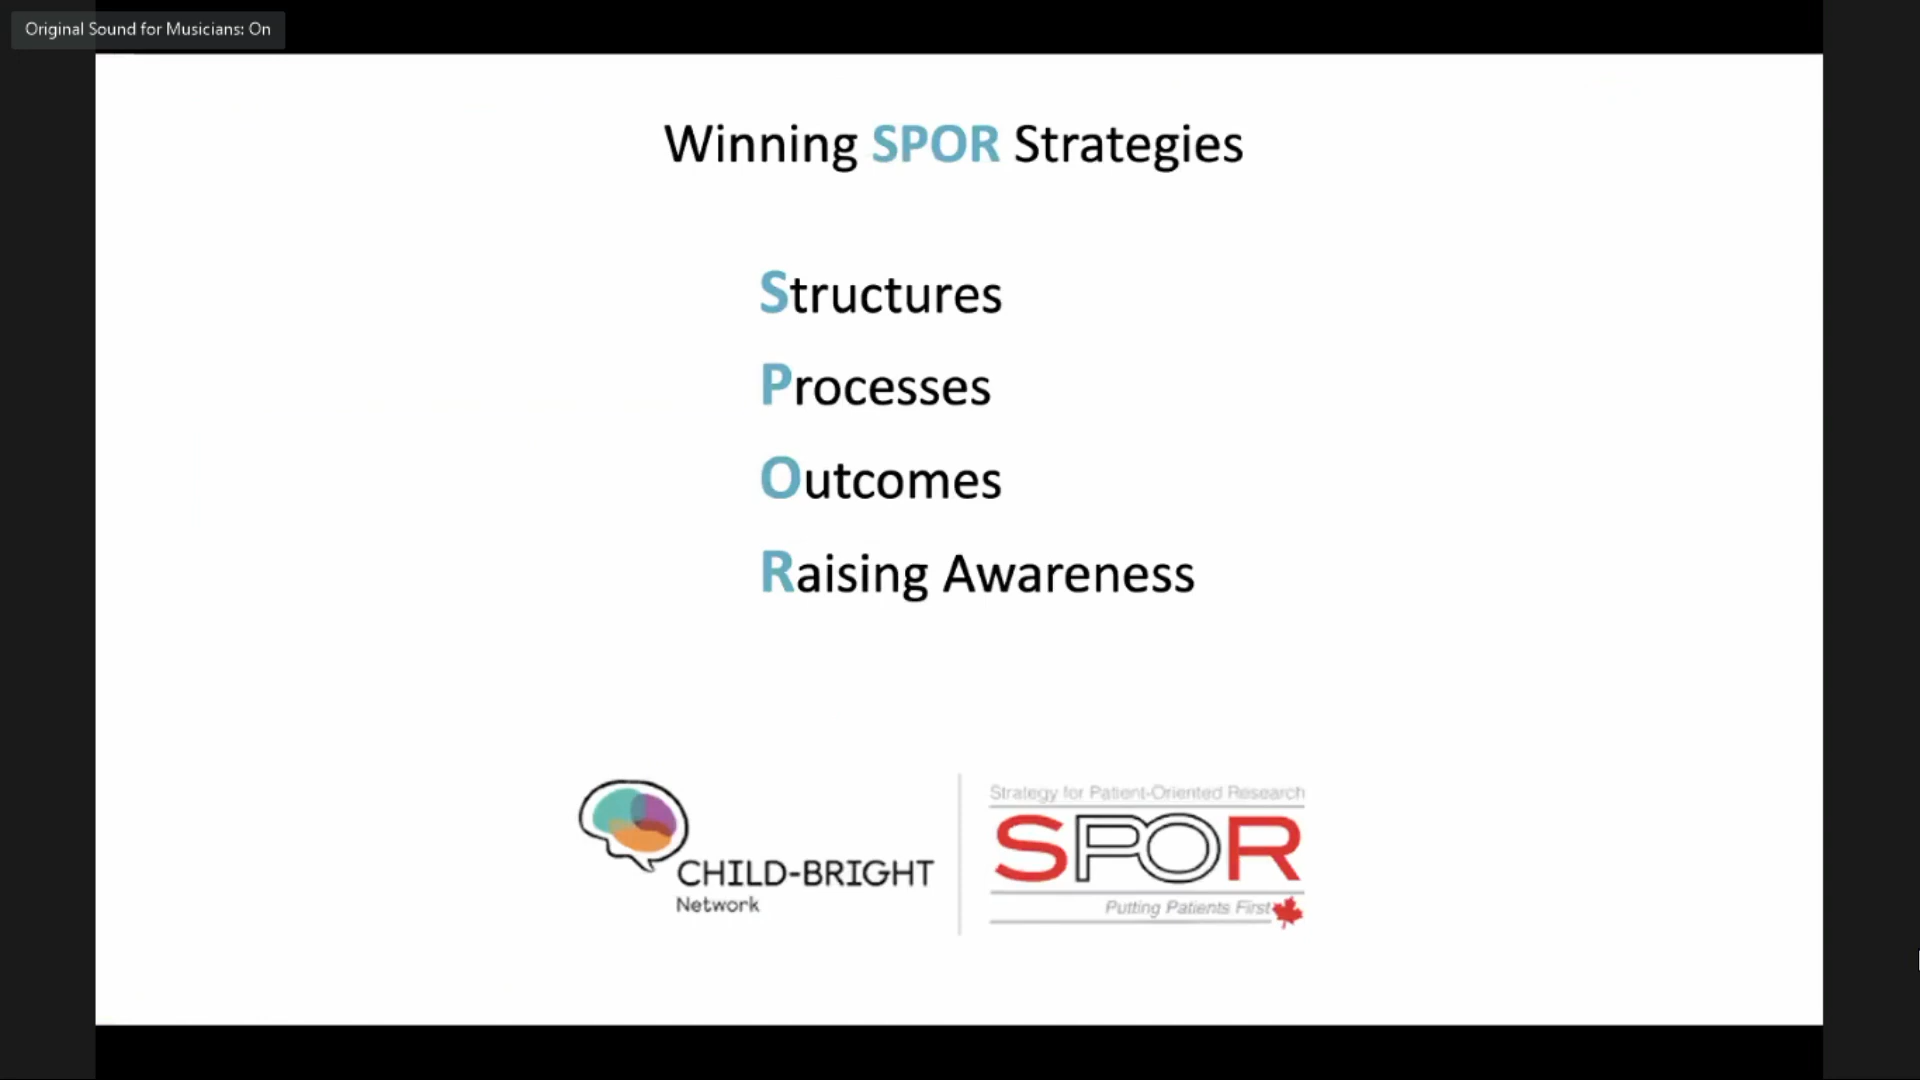 Original Sound for Musicians: On
Winning SPOR Strategies
Structures
Processes
Outcomes
Raising Awareness
CHILD-BRIGHT
Network
Strategy for Patient-Oriented Research
SPOR
Putting Patients First